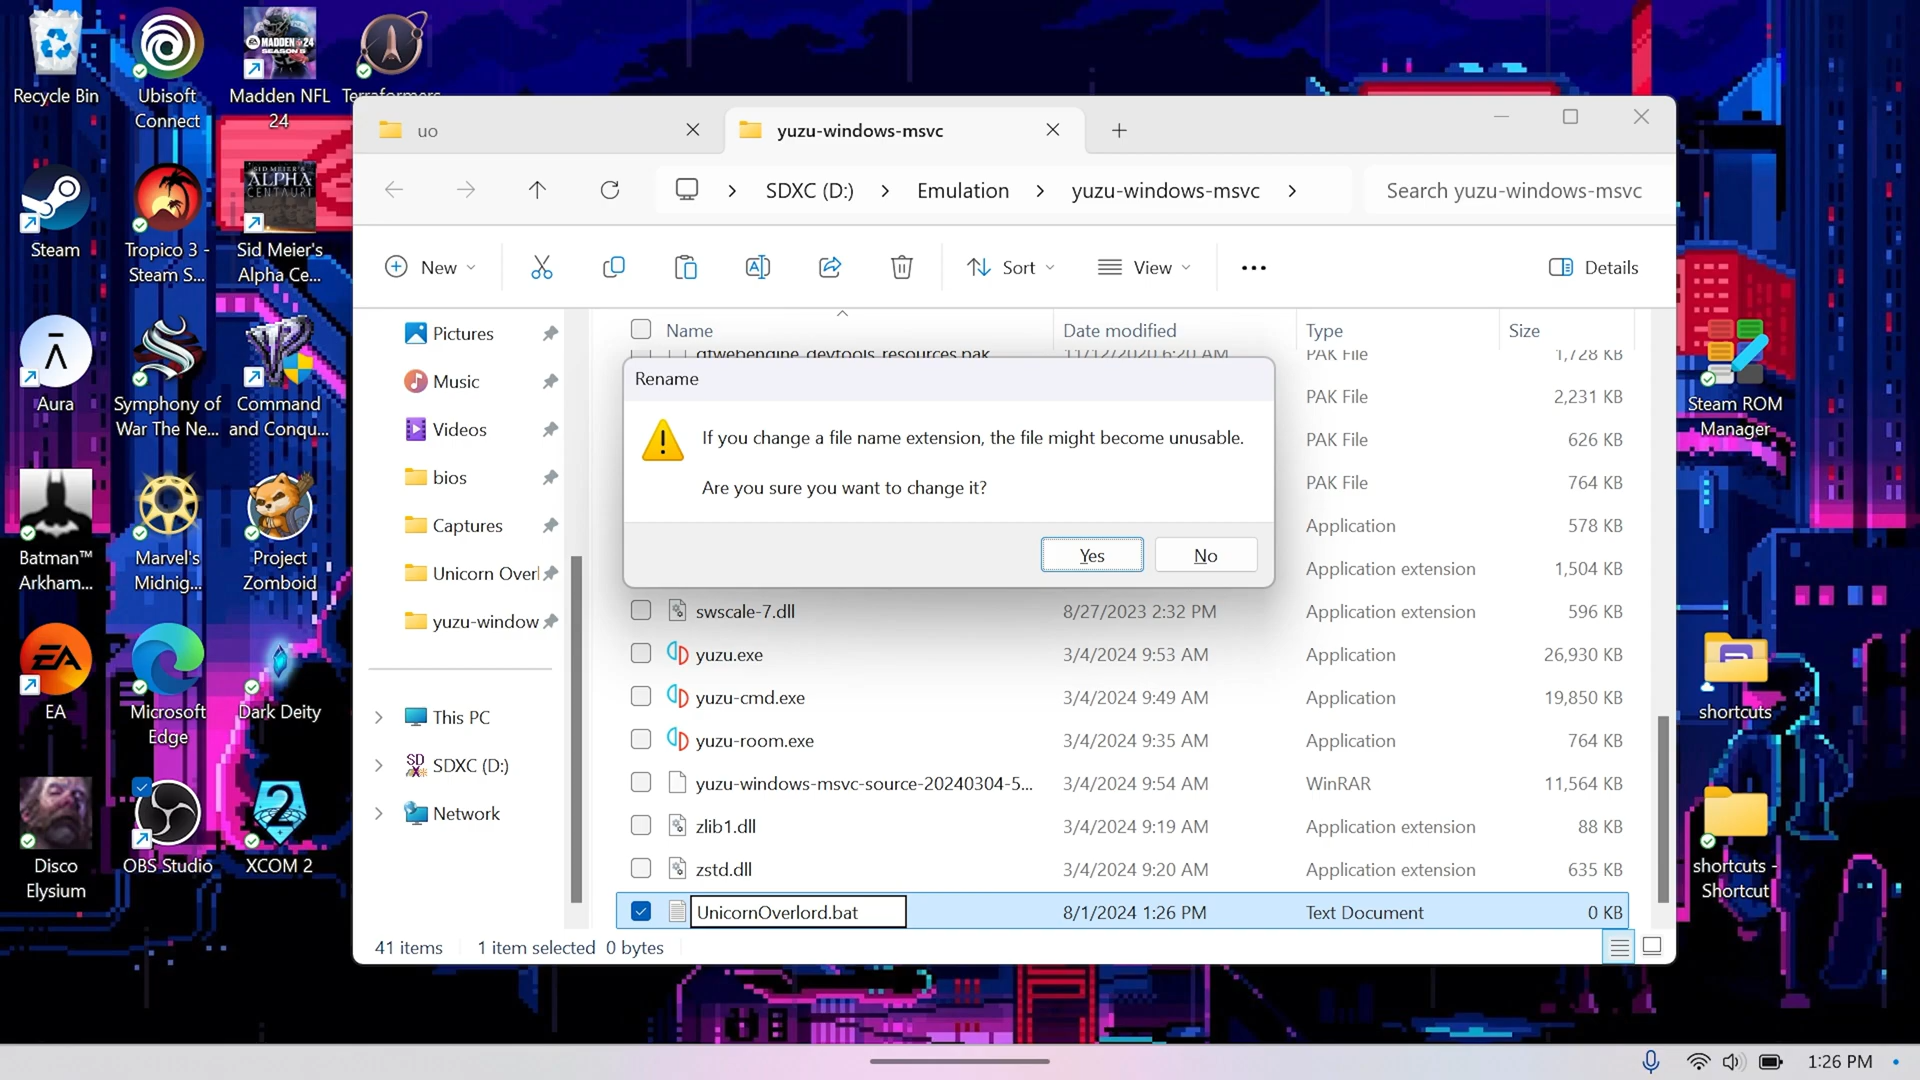 Recycle Bin
Ubisoft
Connect
MADDEN 24
Madden NFL
24
Terraformers
Steam
Tropico 3 -
Steam S...
SID MEIER'S
ALPHA
CENTAURI
Sid Meier's
Alpha Ce...
Aura
Symphony of
War The Ne...
Command
and Conqu...
Batman™
Arkham...
Marvel's
Midnig...
Project
Zomboid
EA
EA
Microsoft
Edge
Dark Deity
Disco
Elysium
OBS Studio
XCOM 2
uo
yuzu-windows-msvc
SDXC (D:)
Emulation
yuzu-windows-msvc
Search yuzu-windows-msvc
New
Sort
View
Details
Pictures
Music
Videos
bios
Captures
Unicorn Over
yuzu-window
This PC
SDXC (D:)
Network
Name Date modified Type Size
qtwebengine_devtools_resources.pak 11/12/2020 6:20 AM PAK File 1,728 KB
PAK File 2,231 KB
PAK File 626 KB
PAK File 764 KB
Application 578 KB
Application extension 1,504 KB
Rename
If you change a file name extension, the file might become unusable.
Are you sure you want to change it?
Yes No
swscale-7.dll 8/27/2023 2:32 PM Application extension 596 KB
yuzu.exe 3/4/2024 9:53 AM Application 26,930 KB
yuzu-cmd.exe 3/4/2024 9:49 AM Application 19,850 KB
yuzu-room.exe 3/4/2024 9:35 AM Application 764 KB
yuzu-windows-msvc-source-20240304-5... 3/4/2024 9:54 AM WinRAR 11,564 KB
zlib1.dll 3/4/2024 9:19 AM Application extension 88 KB
zstd.dll 3/4/2024 9:20 AM Application extension 635 KB
UnicornOverlord.bat 8/1/2024 1:26 PM Text Document 0 KB
41 items 1 item selected 0 bytes
Steam ROM
Manager
shortcuts
shortcuts -
Shortcut
1:26 PM